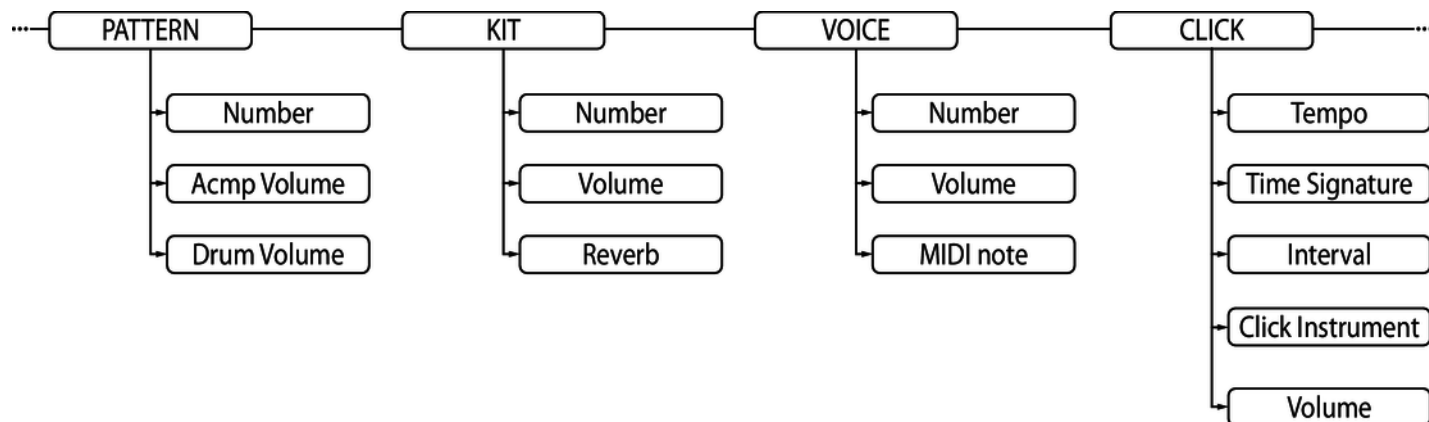 PATTERN KIT VOICE CLICK
Number Number Number Tempo
Acmp Volume Volume Volume Time Signature
Drum Volume Reverb MIDI note Interval
Click Instrument
Volume